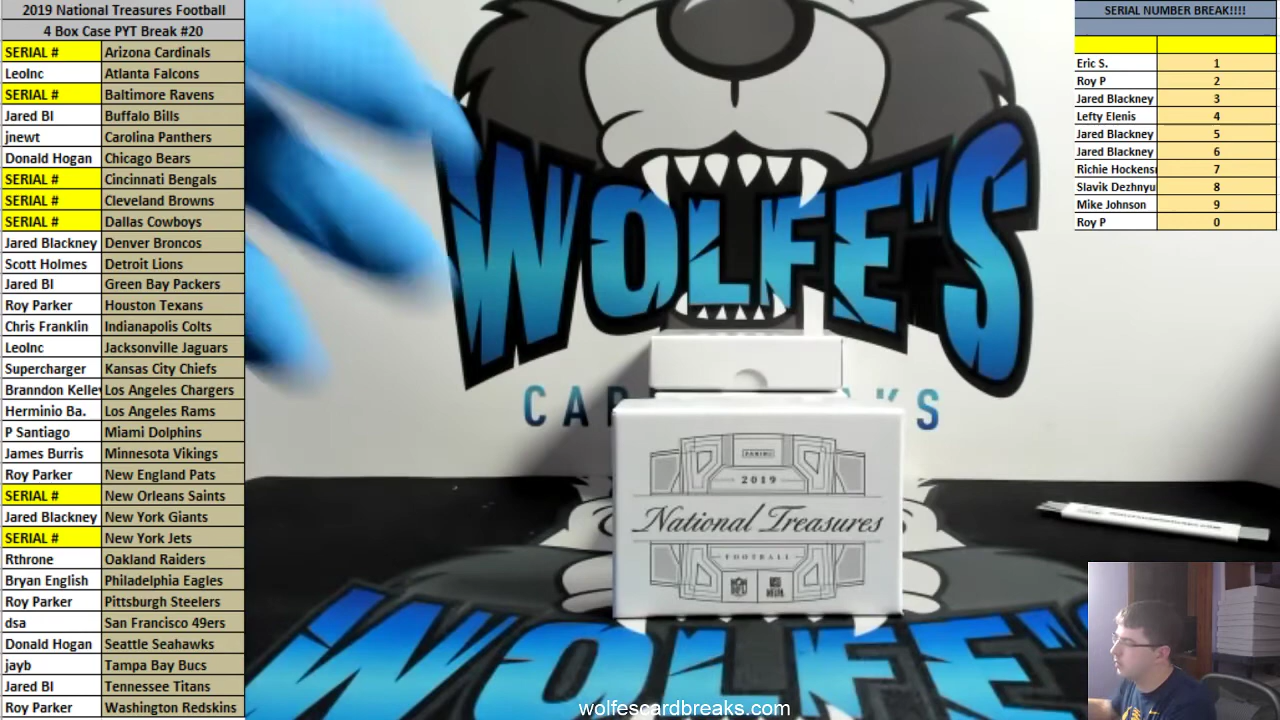 2019 National Treasures Football
4 Box Case PYT Break #20
SERIAL # Arizona Cardinals
LeoInc Atlanta Falcons
SERIAL # Baltimore Ravens
Jared Bl Buffalo Bills
jnewt Carolina Panthers
Donald Hogan Chicago Bears
SERIAL # Cincinnati Bengals
SERIAL # Cleveland Browns
SERIAL # Dallas Cowboys
Jared Blackney Denver Broncos
Scott Holmes Detroit Lions
Jared Bl Green Bay Packers
Roy Parker Houston Texans
Chris Franklin Indianapolis Colts
LeoInc Jacksonville Jaguars
Supercharger Kansas City Chiefs
Branndon Kelley Los Angeles Chargers
Herminio Ba. Los Angeles Rams
P Santiago Miami Dolphins
James Burris Minnesota Vikings
Roy Parker New England Pats
SERIAL # New Orleans Saints
Jared Blackney New York Giants
SERIAL # New York Jets
Rthrone Oakland Raiders
Bryan English Philadelphia Eagles
Roy Parker Pittsburgh Steelers
dsa San Francisco 49ers
Donald Hogan Seattle Seahawks
jayb Tampa Bay Bucs
Jared Bl Tennessee Titans
Roy Parker Washington Redskins
SERIAL NUMBER BREAK!!!!
Eric S. 1
Roy P 2
Jared Blackney 3
Lefty Elenis 4
Jared Blackney 5
Jared Blackney 6
Richie Hockens 7
Slavik Dezhnyu 8
Mike Johnson 9
Roy P 0
WOLFE'S
PANINI
2019
National Treasures
FOOTBALL
NFL
WOLFE'
wolfescardbreaks.com